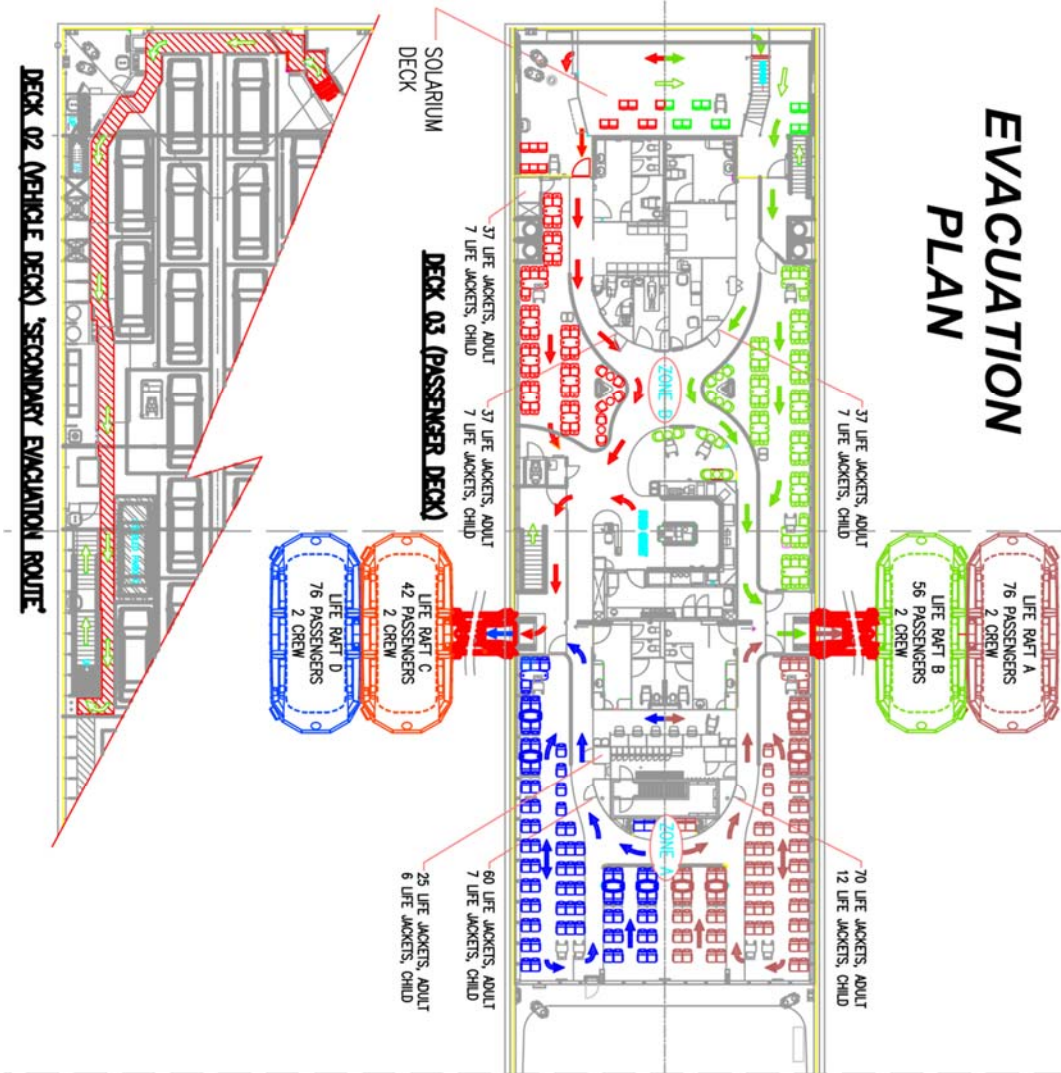 EVACUATION
PLAN
SOLARIUM
DECK
37 LIFE JACKETS, ADULT
7 LIFE JACKETS, CHILD
DECK 03 (PASSENGER DECK)
37 LIFE JACKETS, ADULT
7 LIFE JACKETS, CHILD
37 LIFE JACKETS, ADULT
7 LIFE JACKETS, CHILD
ZONE B
LIFE RAFT A
76 PASSENGERS
2 CREW
LIFE RAFT B
56 PASSENGERS
2 CREW
LIFE RAFT C
42 PASSENGERS
2 CREW
LIFE RAFT D
76 PASSENGERS
2 CREW
ZONE A
70 LIFE JACKETS, ADULT
12 LIFE JACKETS, CHILD
60 LIFE JACKETS, ADULT
7 LIFE JACKETS, CHILD
25 LIFE JACKETS, ADULT
6 LIFE JACKETS, CHILD
DECK 02 (VEHICLE DECK) 'SECONDARY EVACUATION ROUTE'